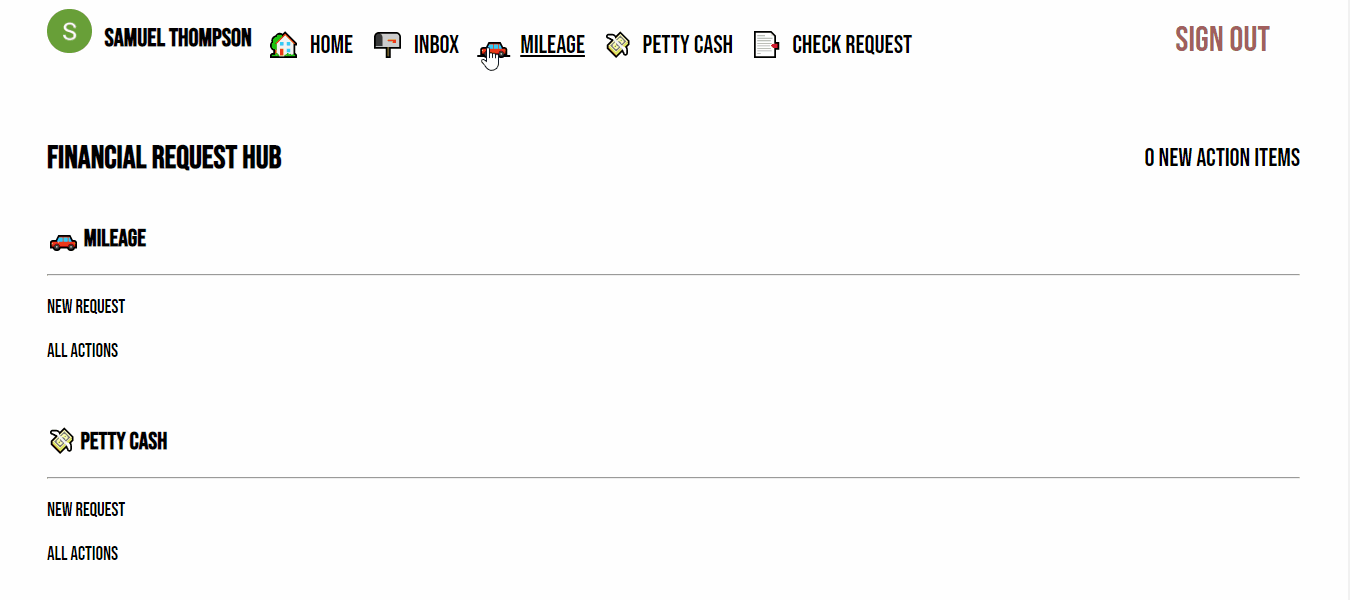 S SAMUEL THOMPSON HOME INBOX MILEAGE PETTY CASH CHECK REQUEST SIGN OUT
FINANCIAL REQUEST HUB 0 NEW ACTION ITEMS
MILEAGE
NEW REQUEST
ALL ACTIONS
PETTY CASH
NEW REQUEST
ALL ACTIONS